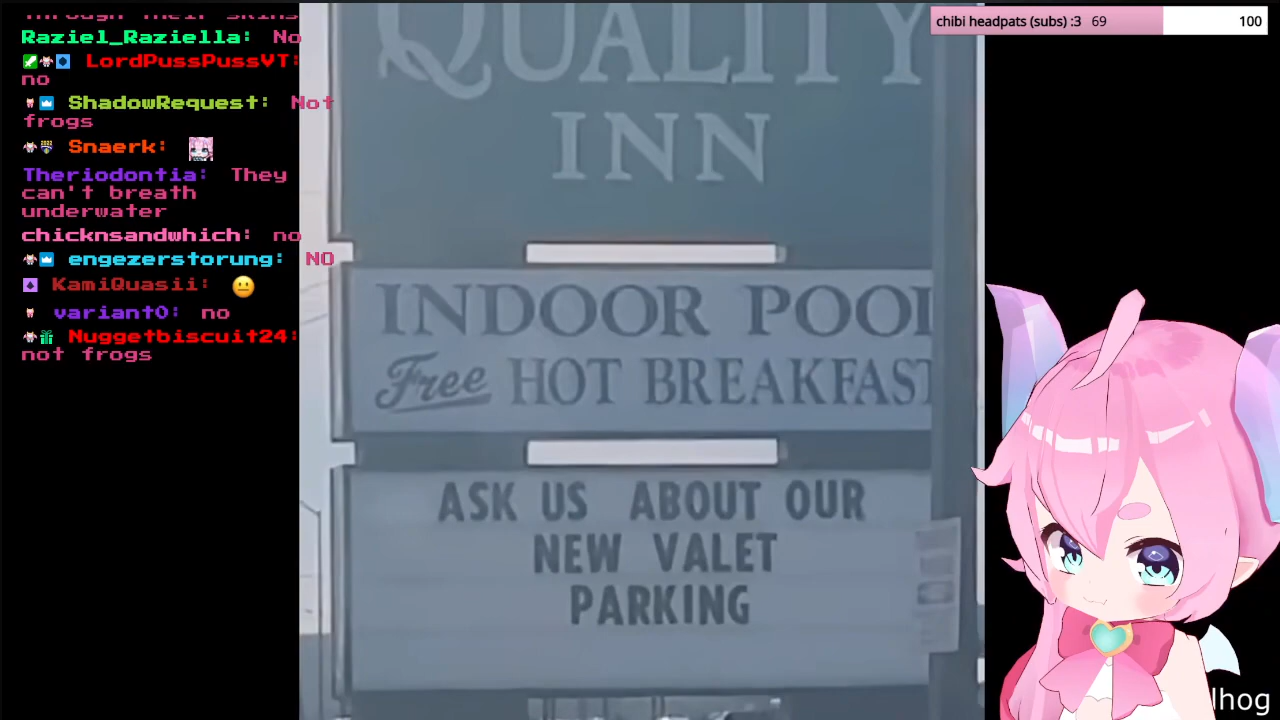 Raziel_Raziella: No
LordPussPussVT:
no
ShadowRequest: Not
frogs
Snaerk:
Theriodontia: They
can't breath
underwater
chicknsandwhich: no
engezerstorung: NO
KamiQuasii:
variant0: no
Nuggetbiscuit24:
not frogs
QUALITY
INN
INDOOR POOL
Free HOT BREAKFAST
ASK US ABOUT OUR
NEW VALET
PARKING
chibi headpats (subs) :3 69 100
lhog